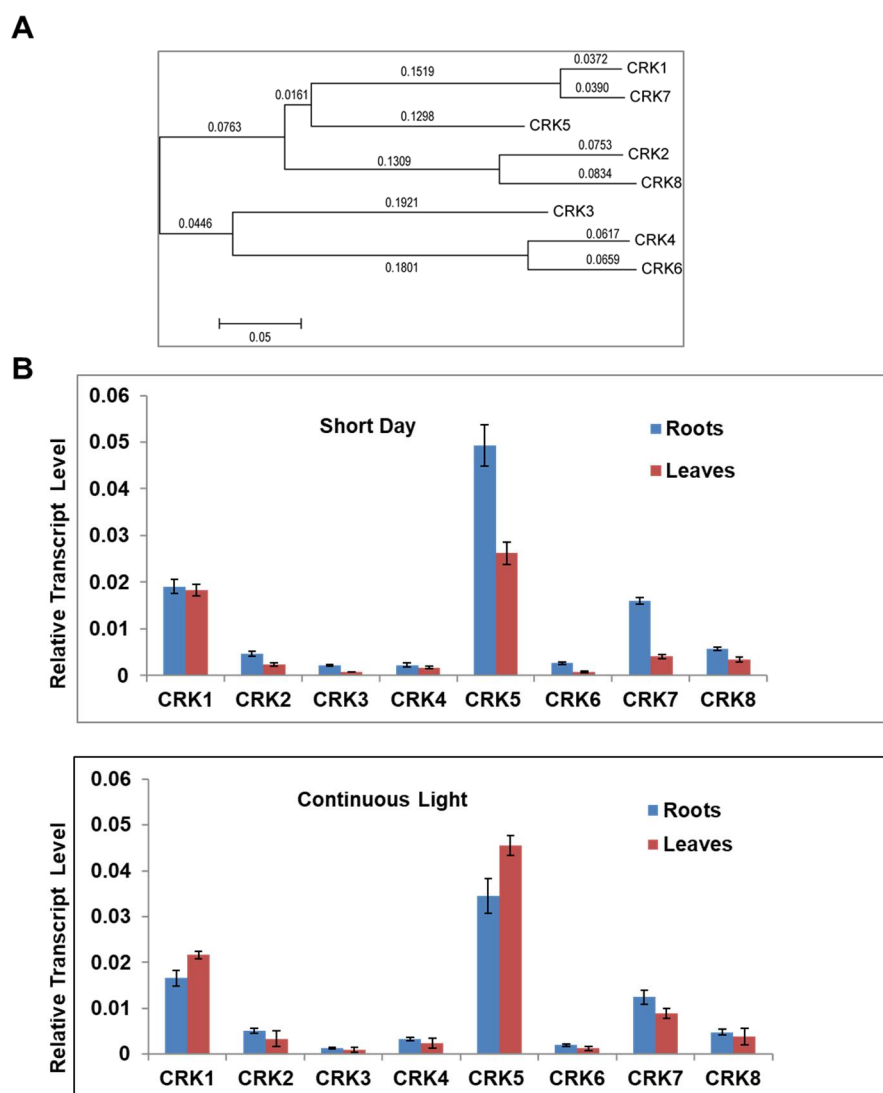 A
0.0372
CRK1
0.1519
0.0161
0.0390
CRK7
0.1298
CRK5
0.0763
0.0753
CRK2
0.1309
0.0834
CRK8
0.1921
CRK3
0.0446
0.0617
CRK4
0.0659
0.1801
CRK6
0.05
B
Relative Transcript Level
0.06
0.05
0.04
0.03
0.02
0.01
0
Short Day
Roots
Leaves
CRK1 CRK2 CRK3 CRK4 CRK5 CRK6 CRK7 CRK8
Relative Transcript Level
0.06
0.05
0.04
0.03
0.02
0.01
0
Continuous Light
Roots
Leaves
CRK1 CRK2 CRK3 CRK4 CRK5 CRK6 CRK7 CRK8